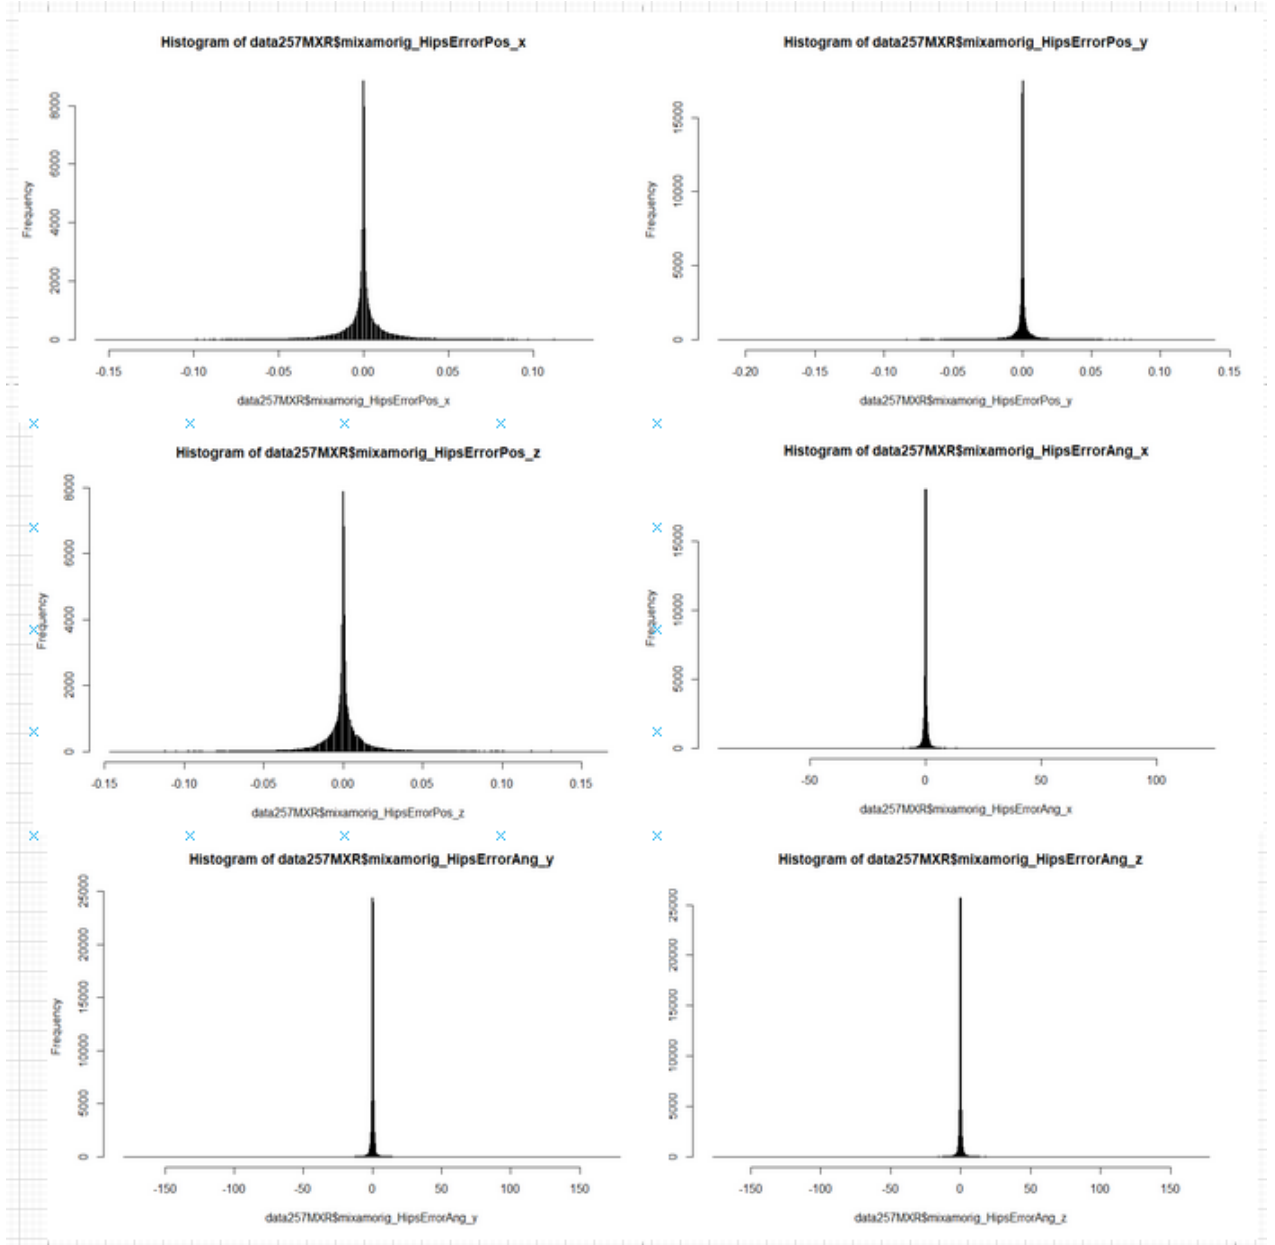 Histogram of data257MXR$mixamorig_HipsErrorPos_x
Frequency
0
2000
4000
6000
8000
-0.15 -0.10 -0.05 0.00 0.05 0.10
data257MXR$mixamorig_HipsErrorPos_x
Histogram of data257MXR$mixamorig_HipsErrorPos_y
Frequency
0
5000
10000
15000
-0.20 -0.15 -0.10 -0.05 0.00 0.05 0.10 0.15
data257MXR$mixamorig_HipsErrorPos_y
Histogram of data257MXR$mixamorig_HipsErrorPos_z
Frequency
0
2000
4000
6000
8000
-0.15 -0.10 -0.05 0.00 0.05 0.10 0.15
data257MXR$mixamorig_HipsErrorPos_z
Histogram of data257MXR$mixamorig_HipsErrorAng_x
Frequency
0
5000
10000
15000
-50 0 50 100
data257MXR$mixamorig_HipsErrorAng_x
Histogram of data257MXR$mixamorig_HipsErrorAng_y
Frequency
0
5000
10000
15000
20000
25000
-150 -100 -50 0 50 100 150
data257MXR$mixamorig_HipsErrorAng_y
Histogram of data257MXR$mixamorig_HipsErrorAng_z
0
5000
10000
15000
20000
25000
-150 -100 -50 0 50 100 150
data257MXR$mixamorig_HipsErrorAng_z